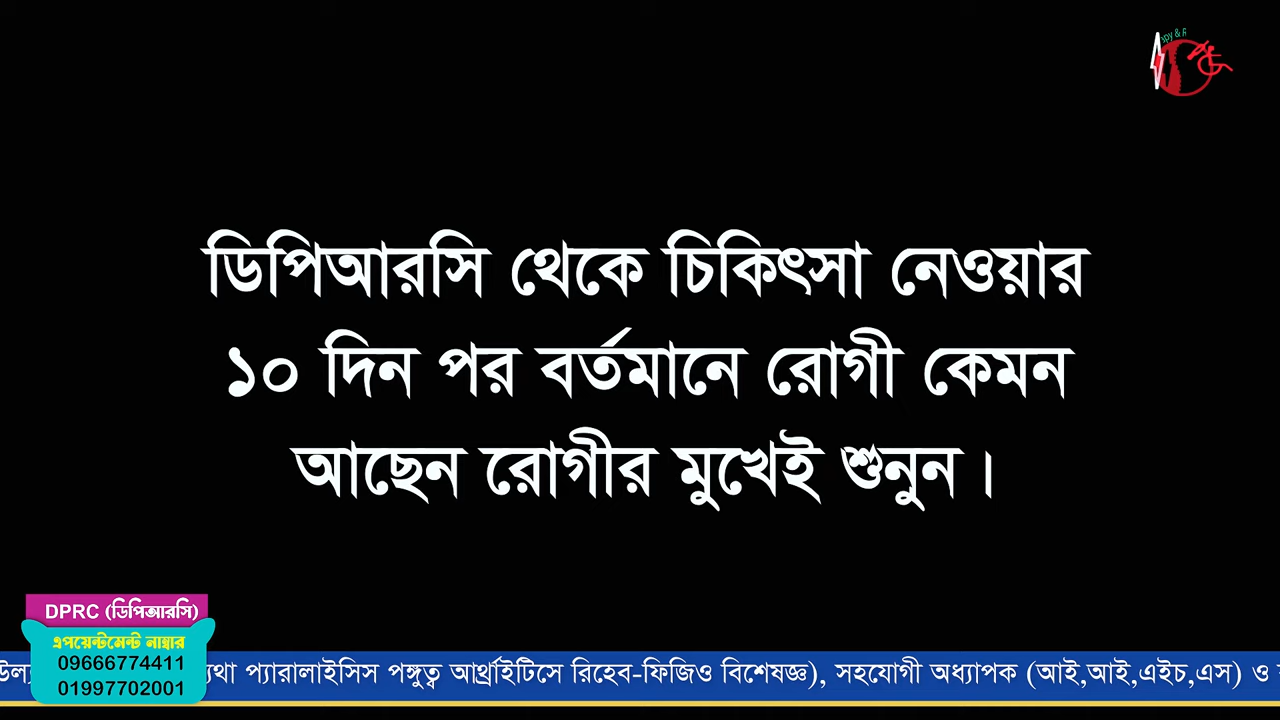 ডিপিআরসি থেকে চিকিৎসা নেওয়ার
১০ দিন পর বর্তমানে রোগী কেমন
আছেন রোগীর মুখেই শুনুন।
DPRC (ডিপিআরসি)
এপয়েন্টমেন্ট নাম্বার
09666774411
01997702001
প্যারালাইসিস পঙ্গুত্ব আর্থ্রাইটিসে রিহেব-ফিজিও বিশেষজ্ঞ), সহযোগী অধ্যাপক (আই,আই,এইচ,এস) ও